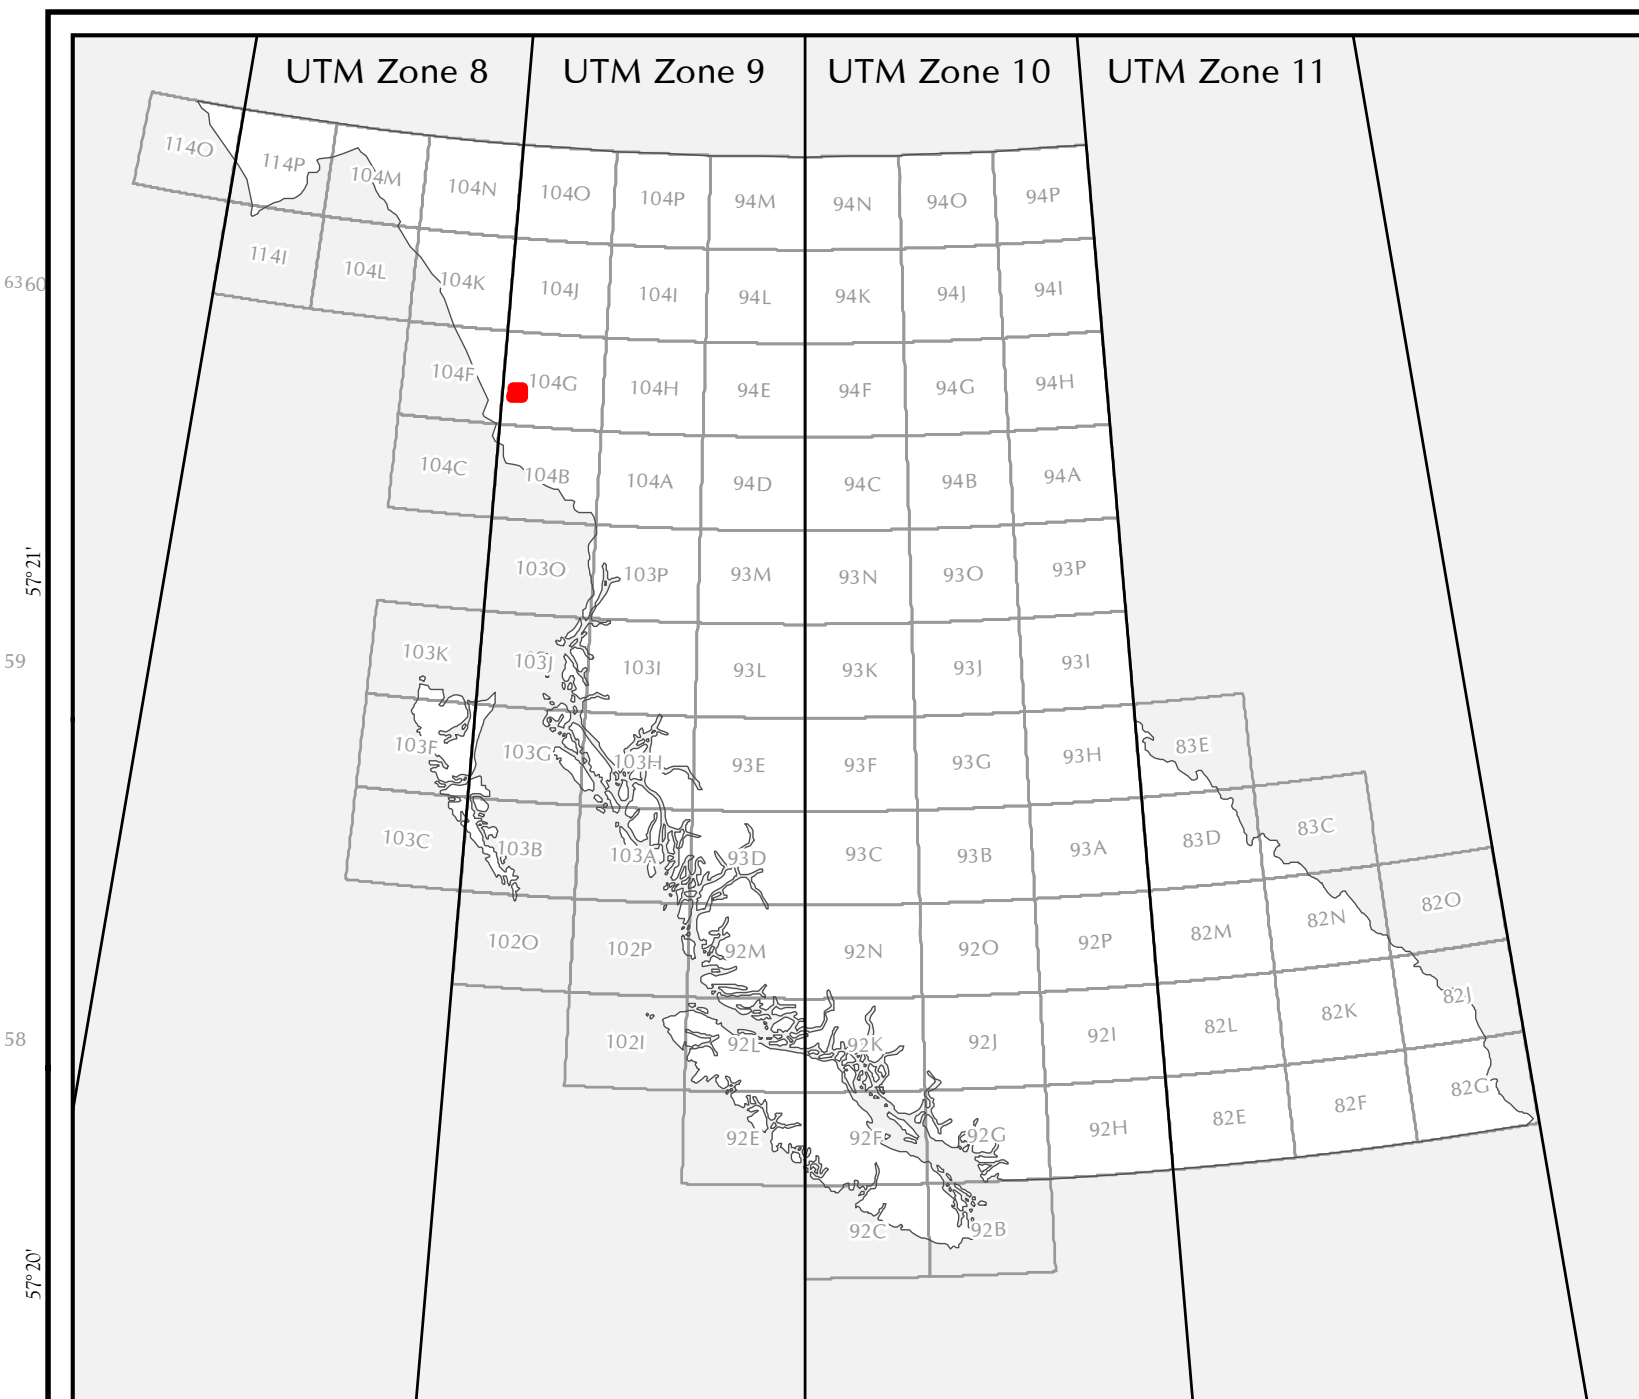 UTM Zone 8 UTM Zone 9 UTM Zone 10 UTM Zone 11
114O 114P 104M 104N 104O 104P 94M 94N 94O 94P
114I 104L 104K 104J 104I 94L 94K 94J 94I
6360
104F 104G 104H 94E 94F 94G 94H
104C 104B 104A 94D 94C 94B 94A
57°21'
103O 103P 93M 93N 93O 93P
59
103K 103J 103I 93L 93K 93J 93I
103F 103G 103H 93E 93F 93G 93H 83E
103C 103B 103A 93D 93C 93B 93A 83D 83C
102O 102P 92M 92N 92O 92P 82M 82N 82O
58
102I 92L 92K 92J 92I 82L 82K 82J
92E 92F 92G 92H 82E 82F 82G
92C 92B
57°20'